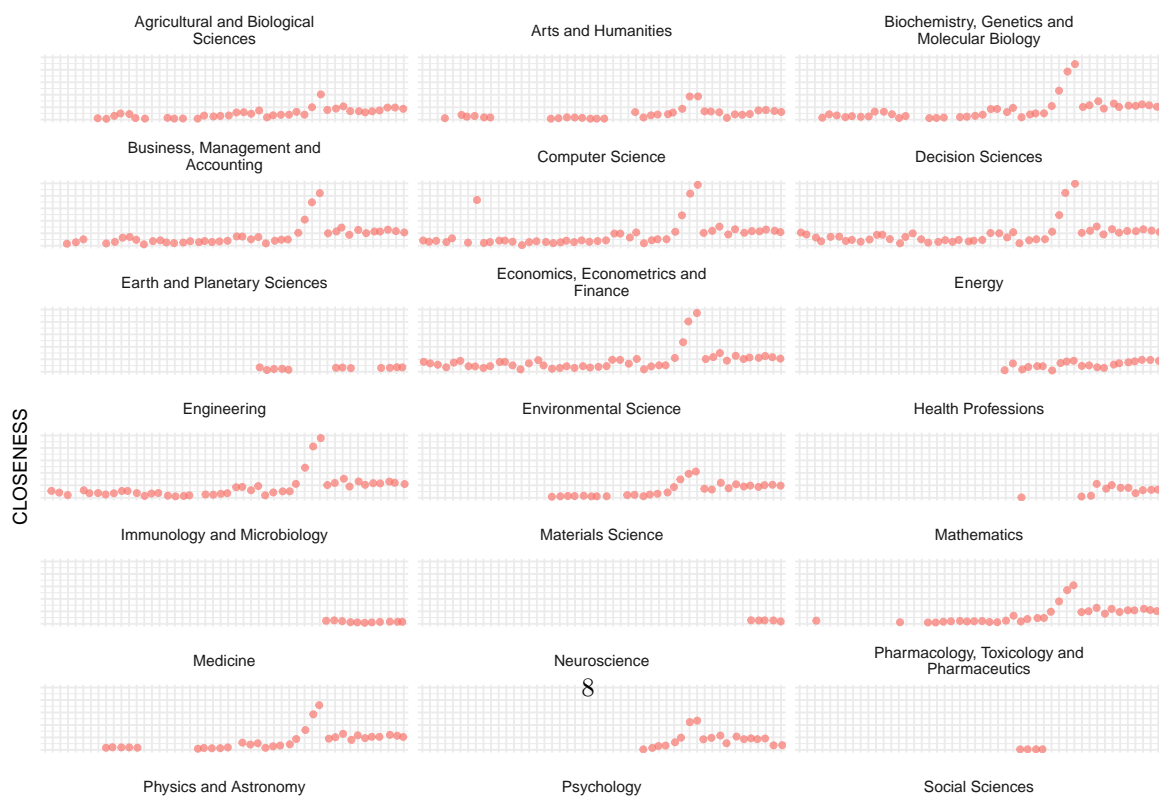 Agricultural and Biological
Sciences
Arts and Humanities
Biochemistry, Genetics and
Molecular Biology
Business, Management and
Accounting
Computer Science
Decision Sciences
Earth and Planetary Sciences
Economics, Econometrics and
Finance
Energy
Engineering
Environmental Science
Health Professions
CLOSENESS
Immunology and Microbiology
Materials Science
Mathematics
Medicine
Neuroscience
Pharmacology, Toxicology and
Pharmaceutics
8
Physics and Astronomy
Psychology
Social Sciences